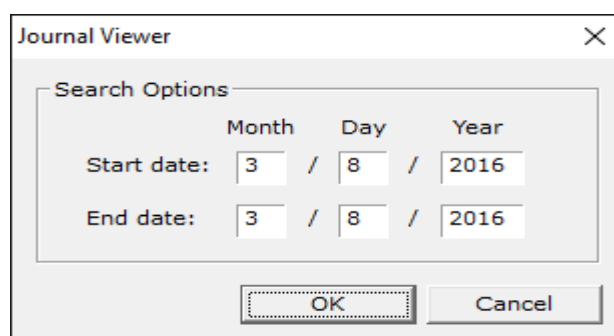 Journal Viewer
Search Options
Month Day Year
Start date: 3 / 8 / 2016
End date: 3 / 8 / 2016
OK Cancel